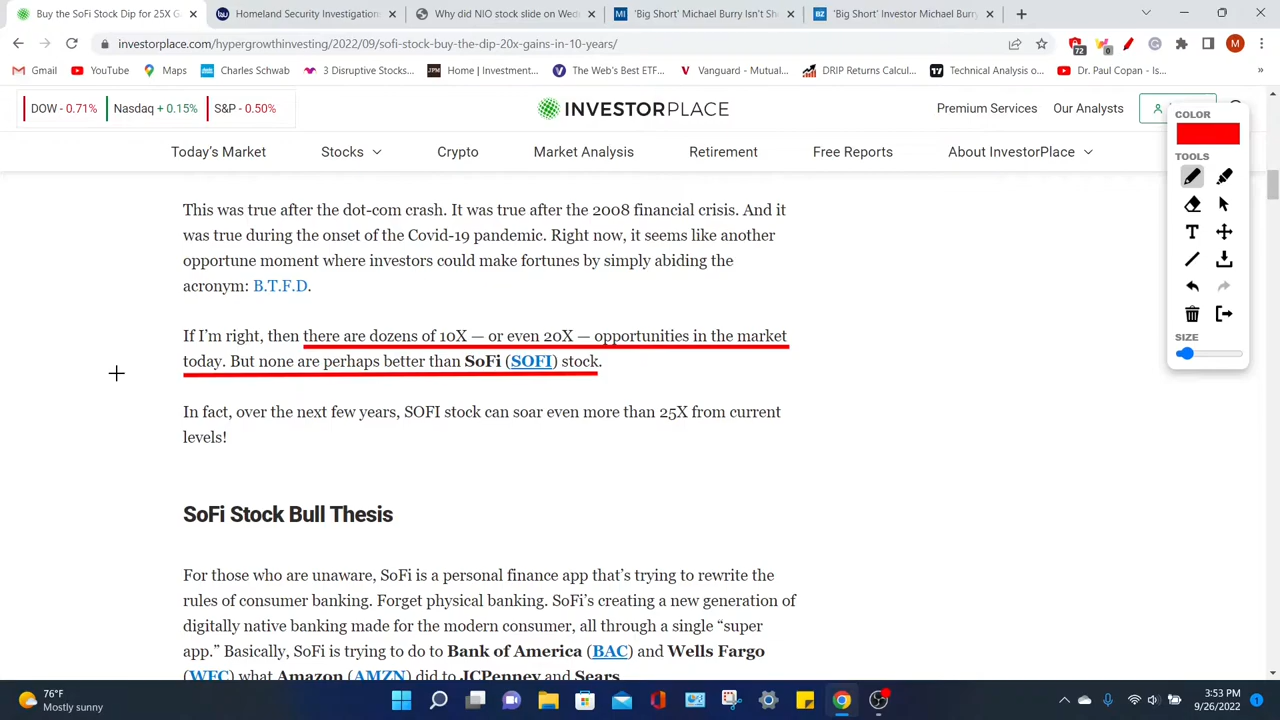 Buy the SoFi Stock Dip for 25X G
Homeland Security Investigation
Why did NIO stock slide on Wed
'Big Short' Michael Burry Isn't Sh
'Big Short' Investor Michael Burry
investorplace.com/hypergrowthinvesting/2022/09/sofi-stock-buy-the-dip-20x-gains-in-10-years/
72
0
M
Gmail
YouTube
Maps
Charles Schwab
3 Disruptive Stocks...
JPM
Home | Investment...
The Web's Best ETF...
Vanguard - Mutual...
DRIP Returns Calcul...
Technical Analysis o...
Dr. Paul Copan - Is...
»
DOW - 0.71%
Nasdaq + 0.15%
S&P - 0.50%
INVESTORPLACE
Premium Services
Our Analysts
Today's Market
Stocks
Crypto
Market Analysis
Retirement
Free Reports
About InvestorPlace
COLOR
TOOLS
T
SIZE
This was true after the dot-com crash. It was true after the 2008 financial crisis. And it
was true during the onset of the Covid-19 pandemic. Right now, it seems like another
opportune moment where investors could make fortunes by simply abiding the
acronym: B.T.F.D.
If I'm right, then there are dozens of 10X — or even 20X — opportunities in the market
today. But none are perhaps better than SoFi (SOFI) stock.
In fact, over the next few years, SOFI stock can soar even more than 25X from current
levels!
SoFi Stock Bull Thesis
For those who are unaware, SoFi is a personal finance app that's trying to rewrite the
rules of consumer banking. Forget physical banking. SoFi's creating a new generation of
digitally native banking made for the modern consumer, all through a single “super
app.” Basically, SoFi is trying to do to Bank of America (BAC) and Wells Fargo
(WFC) what Amazon (AMZN) did to JCPenney and Sears.
76°F
Mostly sunny
3:53 PM
9/26/2022
1